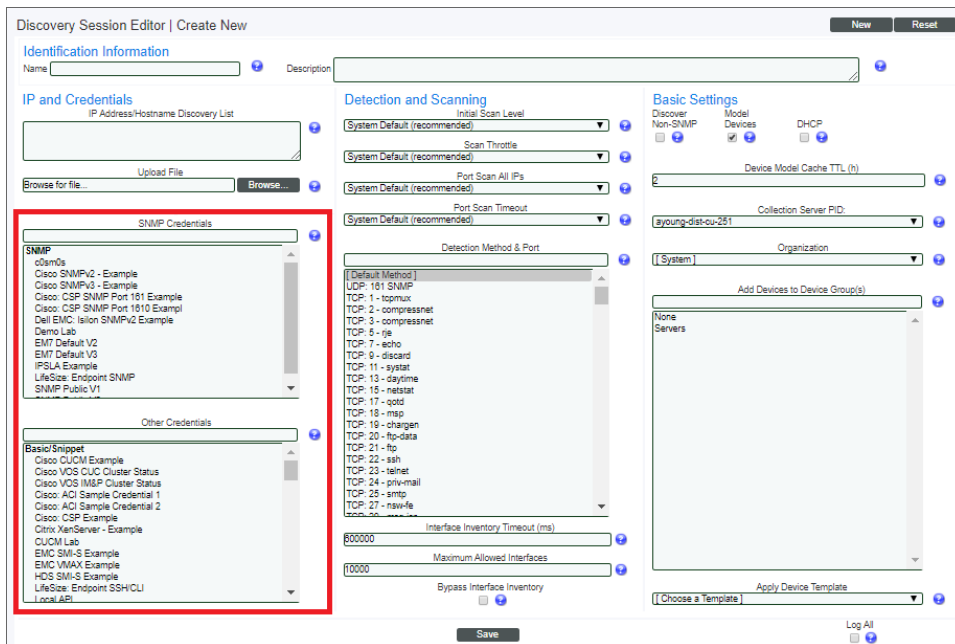 Discovery Session Editor | Create New
New
Reset
Identification Information
Name
Description
IP and Credentials
IP Address/Hostname Discovery List
Upload File
Browse for file...
Browse...
SNMP Credentials
SNMP
c0sm0s
Cisco SNMPv2 - Example
Cisco SNMPv3 - Example
Cisco: CSP SNMP Port 161 Example
Cisco: CSP SNMP Port 1610 Exampl
Dell EMC: Isilon SNMPv2 Example
Demo Lab
EM7 Default V2
EM7 Default V3
IPSLA Example
LifeSize: Endpoint SNMP
SNMP Public V1
Other Credentials
Basic/Snippet
Cisco CUCM Example
Cisco VOS CUC Cluster Status
Cisco VOS IM&P Cluster Status
Cisco: ACI Sample Credential 1
Cisco: ACI Sample Credential 2
Cisco: CSP Example
Citrix XenServer - Example
CUCM Lab
EMC SMI-S Example
EMC VMAX Example
HDS SMI-S Example
LifeSize: Endpoint SSH/CLI
Local API
Detection and Scanning
Initial Scan Level
System Default (recommended)
Scan Throttle
System Default (recommended)
Port Scan All IPs
System Default (recommended)
Port Scan Timeout
System Default (recommended)
Detection Method & Port
[ Default Method ]
UDP: 161 SNMP
TCP: 1 - tcpmux
TCP: 2 - compressnet
TCP: 3 - compressnet
TCP: 5 - rje
TCP: 7 - echo
TCP: 9 - discard
TCP: 11 - systat
TCP: 13 - daytime
TCP: 15 - netstat
TCP: 17 - qotd
TCP: 18 - msp
TCP: 19 - chargen
TCP: 20 - ftp-data
TCP: 21 - ftp
TCP: 22 - ssh
TCP: 23 - telnet
TCP: 24 - priv-mail
TCP: 25 - smtp
TCP: 27 - nsw-fe
Interface Inventory Timeout (ms)
600000
Maximum Allowed Interfaces
10000
Bypass Interface Inventory
Basic Settings
Discover Non-SNMP
Model Devices
DHCP
Device Model Cache TTL (h)
2
Collection Server PID:
ayoung-dist-cu-251
Organization
[ System ]
Add Devices to Device Group(s)
None
Servers
Apply Device Template
[ Choose a Template ]
Save
Log All